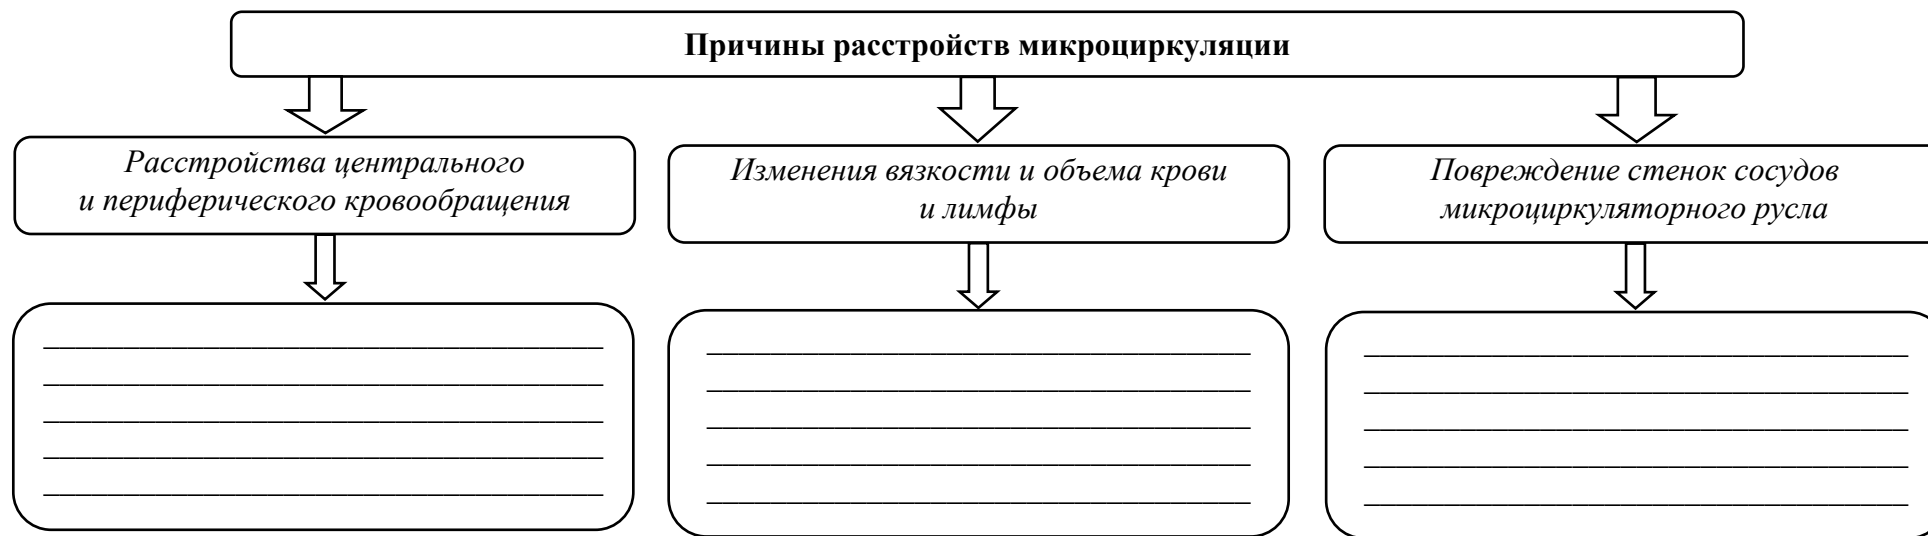 Причины расстройств микроциркуляции
Расстройства центрального
и периферического кровообращения
Изменения вязкости и объема крови
и лимфы
Повреждение стенок сосудов
микроциркуляторного русла